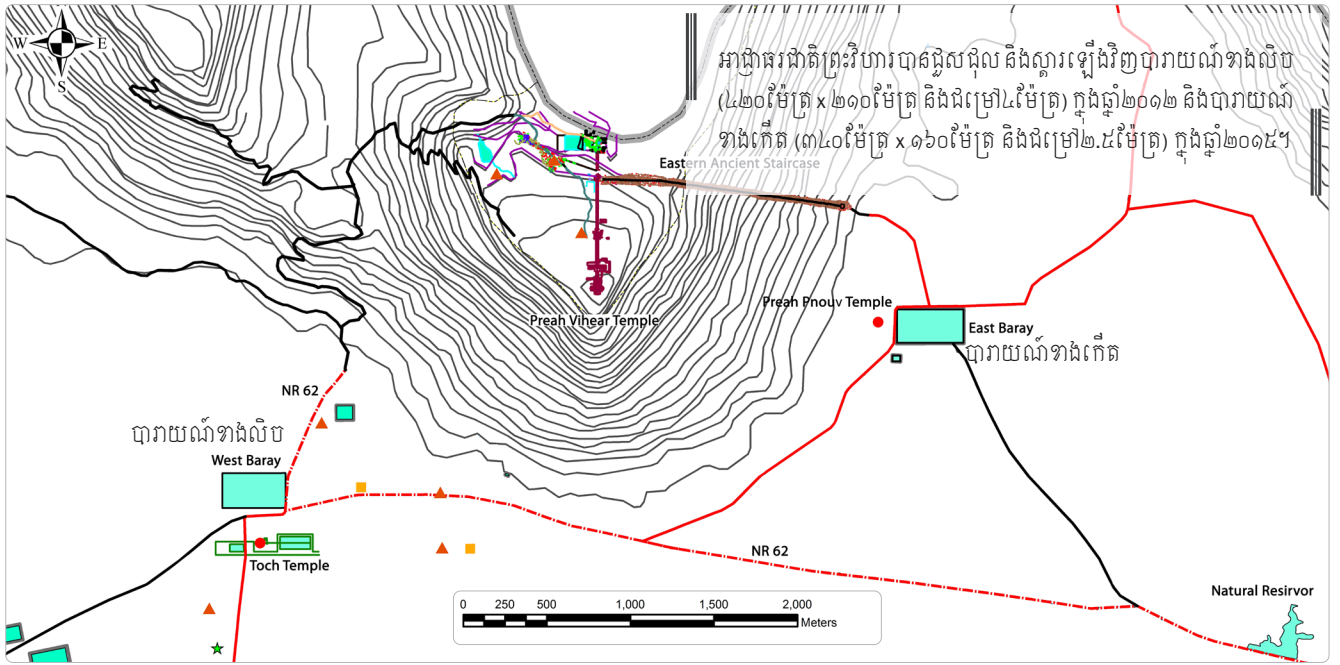 W E
S
អាជ្ញាធរជាតិព្រះវិហារបានជួសជុល និងស្តារឡើងវិញបារាយណ៍ខាងលិច
(៤២០ម៉ែត្រ x ២១០ម៉ែត្រ និងជម្រៅ៤ម៉ែត្រ) ក្នុងឆ្នាំ២០១២ និងបារាយណ៍
ខាងកើត (៣៤០ម៉ែត្រ x ១៦០ម៉ែត្រ និងជម្រៅ២.៥ម៉ែត្រ) ក្នុងឆ្នាំ២០១៥។
Eastern Ancient Staircase
Preah Pnouv Temple
Preah Vihear Temple
East Baray
បារាយណ៍ខាងកើត
NR 62
បារាយណ៍ខាងលិច
West Baray
NR 62
Toch Temple
Natural Resirvor
0 250 500 1,000 1,500 2,000
Meters